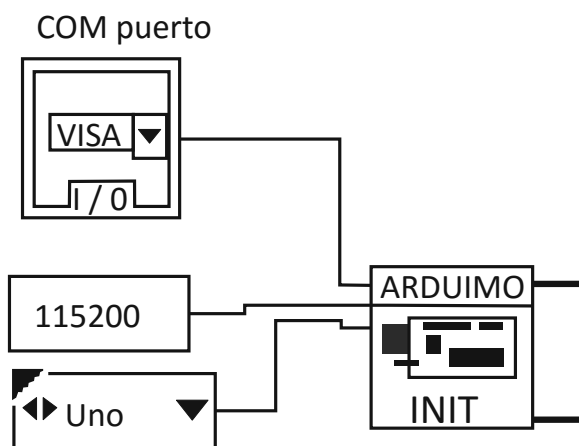 COM puerto
VISA
I / 0
115200
Uno
ARDUIMO
INIT